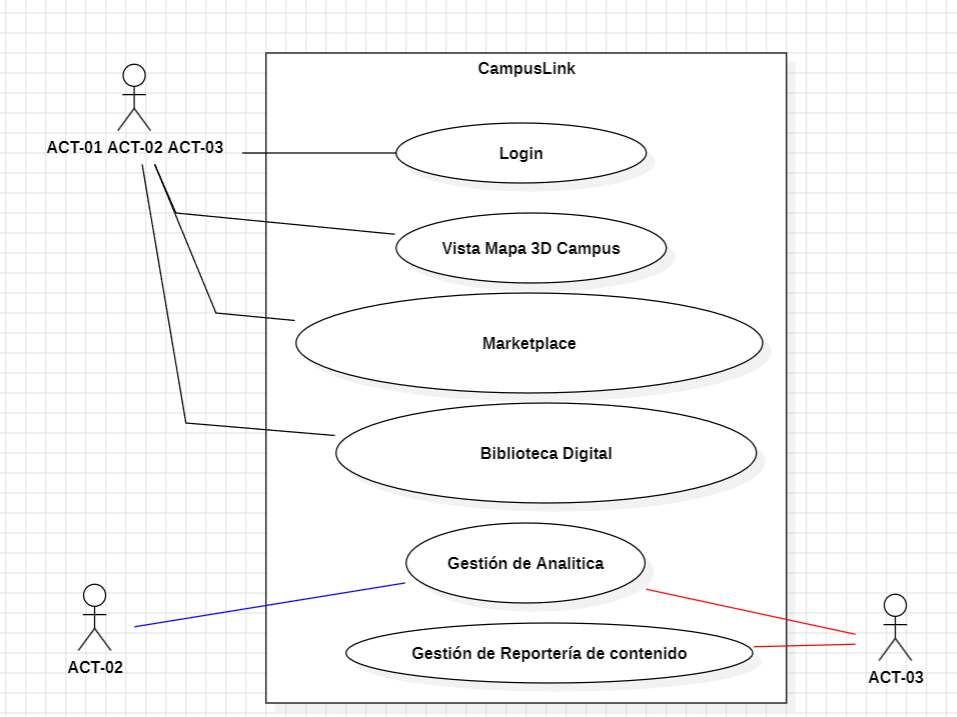 CampusLink
ACT-01 ACT-02 ACT-03
Login
Vista Mapa 3D Campus
Marketplace
Biblioteca Digital
Gestión de Analitica
ACT-02
Gestión de Reportería de contenido
ACT-03